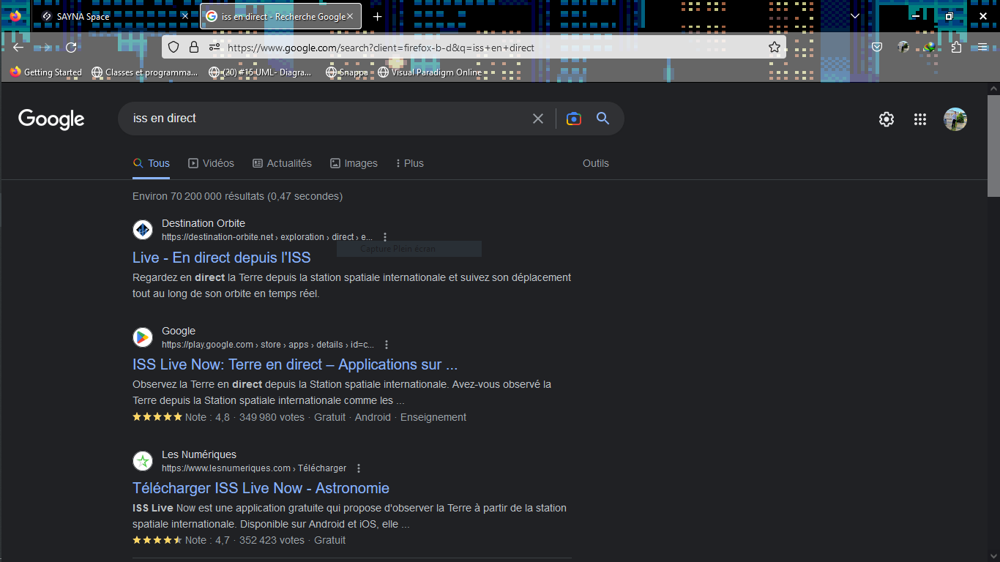 SAYNA Space
iss en direct - Recherche Google
https://www.google.com/search?client=firefox-b-d&q=iss+en+direct
Getting Started
Classes et programma...
(20) #15 UML - Diagra...
Snappa
Visual Paradigm Online
Google
iss en direct
Tous
Vidéos
Actualités
Images
Plus
Outils
Environ 70 200 000 résultats (0,47 secondes)
Destination Orbite
https://destination-orbite.net › exploration › direct › e...
Capture Plein écran
Live - En direct depuis l'ISS
Regardez en direct la Terre depuis la station spatiale internationale et suivez son déplacement
tout au long de son orbite en temps réel.
Google
https://play.google.com › store › apps › details › id=c...
ISS Live Now: Terre en direct – Applications sur ...
Observez la Terre en direct depuis la Station spatiale internationale. Avez-vous observé la
Terre depuis la Station spatiale internationale comme les ...
Note : 4,8 · 349 980 votes · Gratuit · Android · Enseignement
Les Numériques
https://www.lesnumeriques.com › Télécharger
Télécharger ISS Live Now - Astronomie
ISS Live Now est une application gratuite qui propose d'observer la Terre à partir de la station
spatiale internationale. Disponible sur Android et iOS, elle ...
Note : 4,7 · 352 423 votes · Gratuit